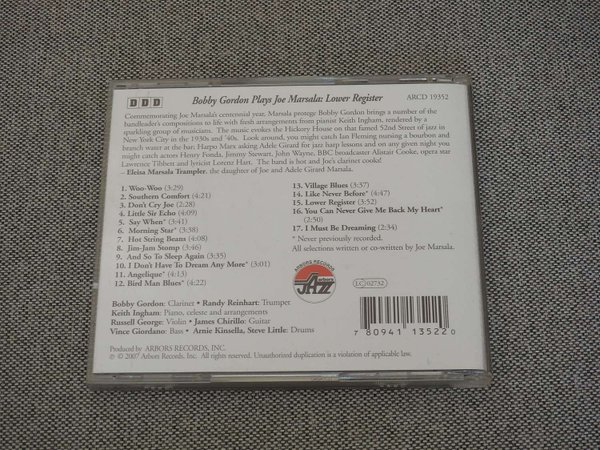 DDD
Bobby Gordon Plays Joe Marsala: Lower Register
ARCD 19352
Commemorating Joe Marsala's centennial year, Marsala protege Bobby Gordon brings a number of the
bandleader's compositions to life with fresh arrangements from pianist Keith Ingham, rendered by a
sparkling group of musicians. The music evokes the Hickory House on that famed 52nd Street of jazz in
New York City in the 1930s and '40s. Look around, you might catch Ian Fleming nursing a bourbon and
branch water at the bar; Harpo Marx asking Adele Girard for jazz harp lessons and on any given night you
might catch actors Henry Fonda, Jimmy Stewart, John Wayne, BBC broadcaster Alistair Cooke, opera star
Lawrence Tibbett and lyricist Lorenz Hart. The band is hot and Joe's clarinet cooks!
– Eleisa Marsala Trampler, the daughter of Joe and Adele Girard Marsala.
1. Woo-Woo (3:29)
2. Southern Comfort (4:21)
3. Don't Cry Joe (2:28)
4. Little Sir Echo (4:09)
5. Say When* (3:41)
6. Morning Star* (3:38)
7. Hot String Beans (4:08)
8. Jim-Jam Stomp (3:46)
9. And So To Sleep Again (3:35)
10. I Don't Have To Dream Any More* (3:01)
11. Angelique* (4:13)
12. Bird Man Blues* (4:22)
13. Village Blues (3:37)
14. Like Never Before* (4:47)
15. Lower Register (3:52)
16. You Can Never Give Me Back My Heart*
(2:50)
17. I Must Be Dreaming (2:34)
* Never previously recorded.
All selections written or co-written by Joe Marsala.
ARBORS RECORDS
arbors
JAZZ
LC 02732
Bobby Gordon: Clarinet • Randy Reinhart: Trumpet
Keith Ingham: Piano, celeste and arrangements
Russell George: Violin • James Chirillo: Guitar
Vince Giordano: Bass • Arnie Kinsella, Steve Little: Drums
7 80941 13522 0
Produced by ARBORS RECORDS, INC.
℗ © 2007 Arbors Records, Inc. All rights reserved. Unauthorized duplication is a violation of applicable law.